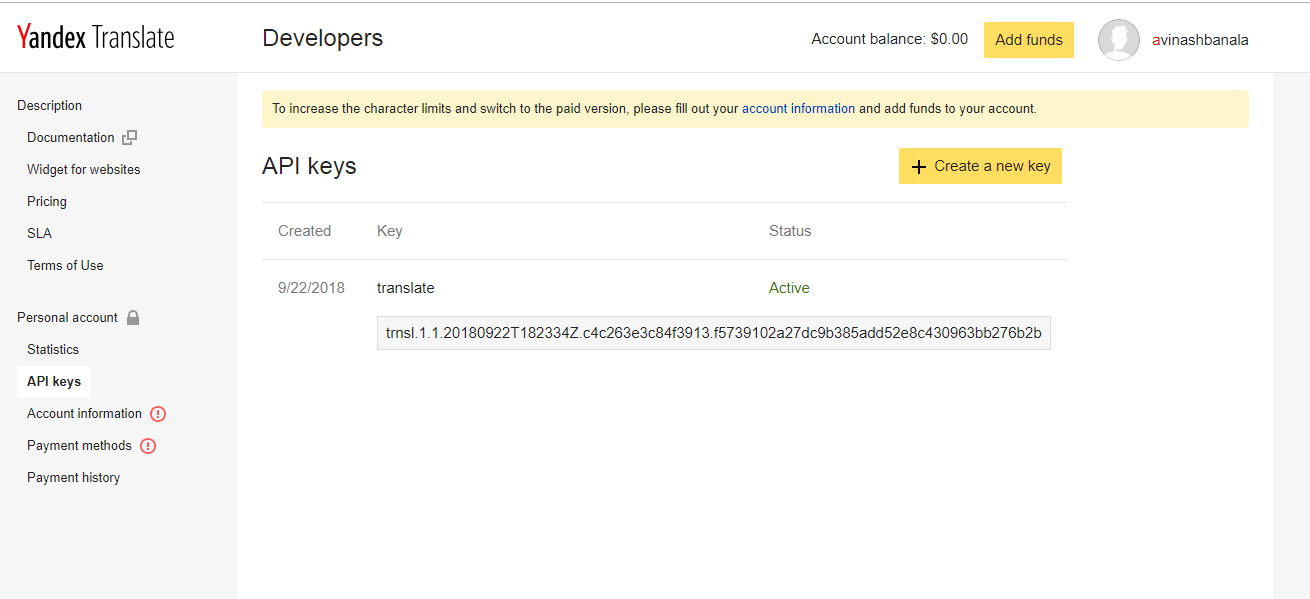 Yandex Translate
Developers
Account balance: $0.00
Add funds
avinashbanala
Description
Documentation
Widget for websites
Pricing
SLA
Terms of Use
Personal account
Statistics
API keys
Account information
Payment methods
Payment history
To increase the character limits and switch to the paid version, please fill out your account information and add funds to your account.
API keys
Create a new key
Created Key Status
9/22/2018 translate Active
trnsl.1.1.20180922T182334Z.c4c263e3c84f3913.f5739102a27dc9b385add52e8c430963bb276b2b